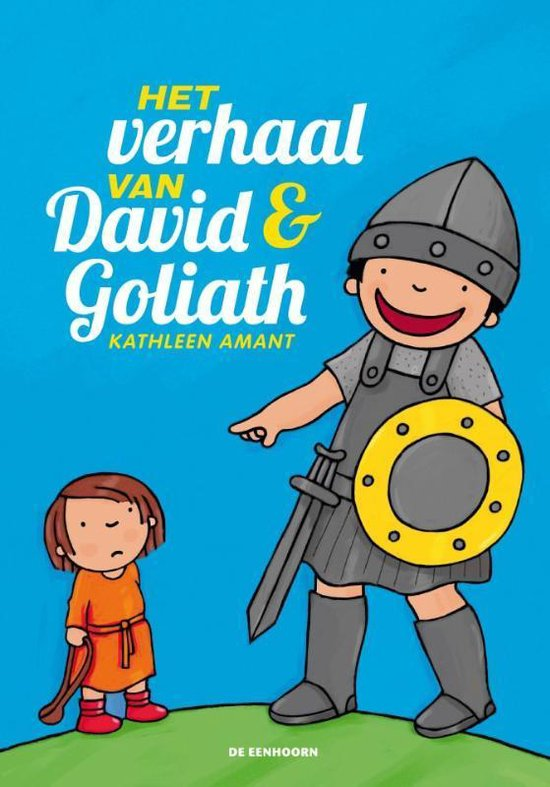 HET
verhaal
VAN
David &
Goliath
KATHLEEN AMANT
DE EENHOORN